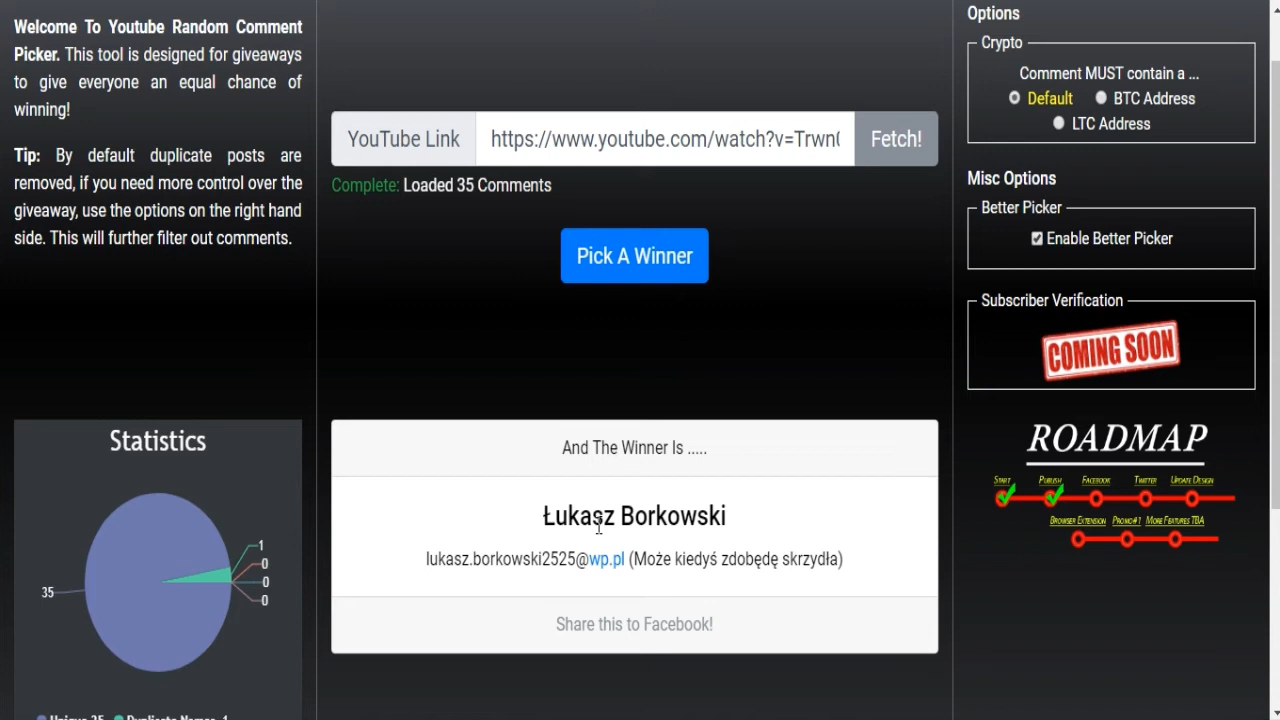 Welcome To Youtube Random Comment
Picker. This tool is designed for giveaways
to give everyone an equal chance of
winning!
Tip: By default duplicate posts are
removed, if you need more control over the
giveaway, use the options on the right hand
side. This will further filter out comments.
Statistics
35
1
0
0
0
Unique 35
Duplicate Names 1
YouTube Link
https://www.youtube.com/watch?v=Trwn
Fetch!
Complete: Loaded 35 Comments
Pick A Winner
And The Winner Is .....
Łukasz Borkowski
lukasz.borkowski2525@wp.pl (Może kiedyś zdobędę skrzydła)
Share this to Facebook!
Options
Crypto
Comment MUST contain a ...
Default
BTC Address
LTC Address
Misc Options
Better Picker
Enable Better Picker
Subscriber Verification
COMING SOON
ROADMAP
START
PUBLISH
FACEBOOK
TWITTER
UPDATE DESIGN
BROWSER EXTENSION
PROMO#1
MORE FEATURES TBA